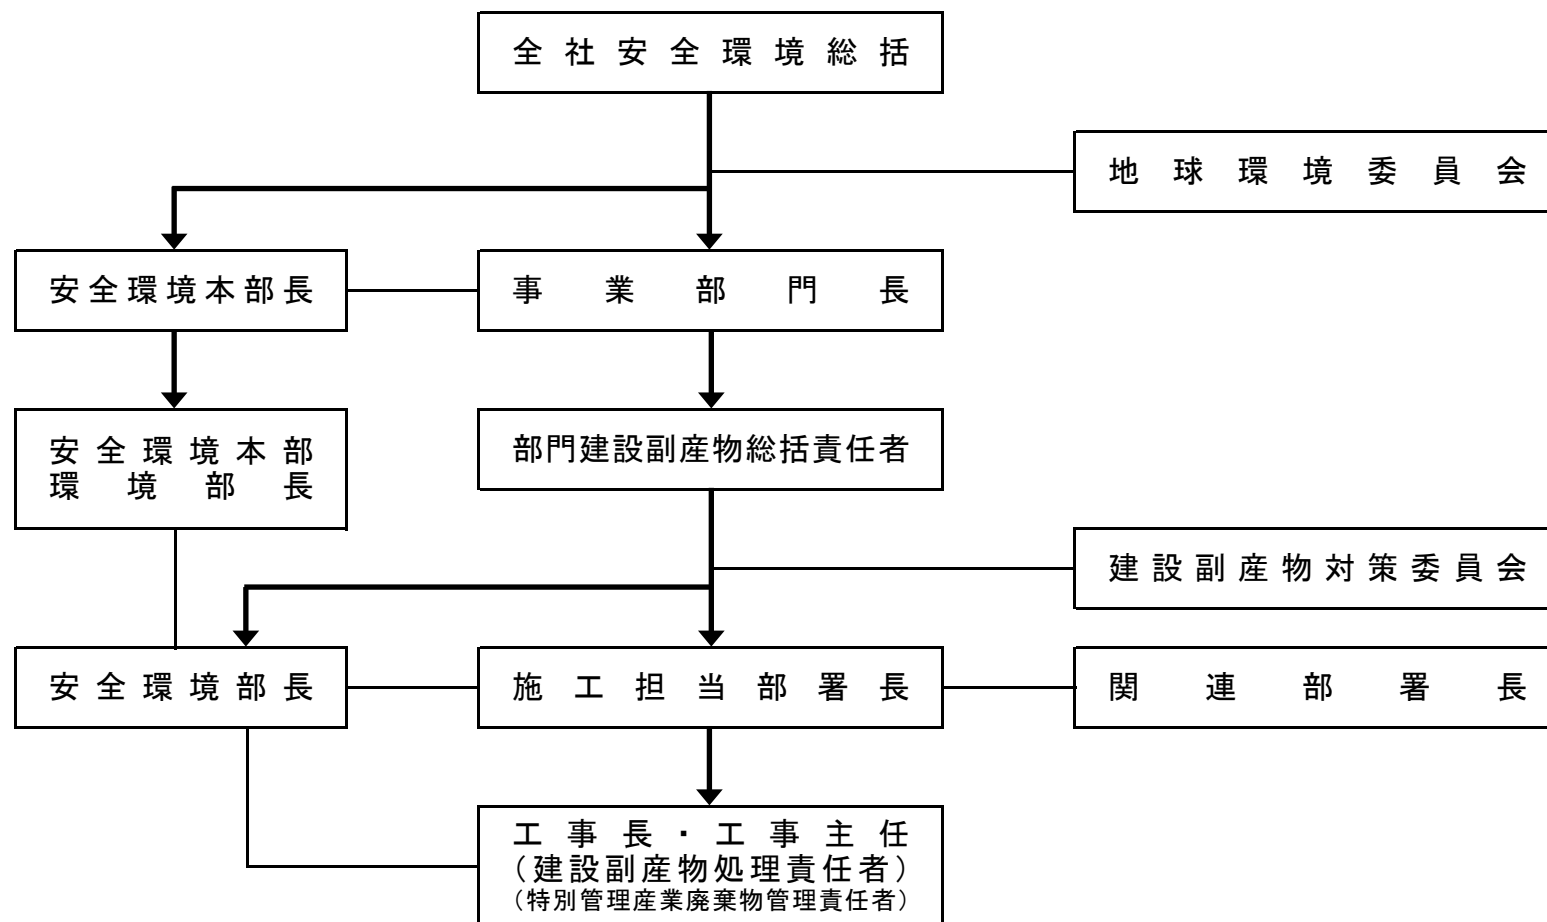 全社安全環境総括
地球環境委員会
安全環境本部長
事業部門長
安全環境本部
環境部長
部門建設副産物総括責任者
建設副産物対策委員会
安全環境部長
施工担当部署長
関連部署長
工事長・工事主任
(建設副産物処理責任者)
(特別管理産業廃棄物管理責任者)